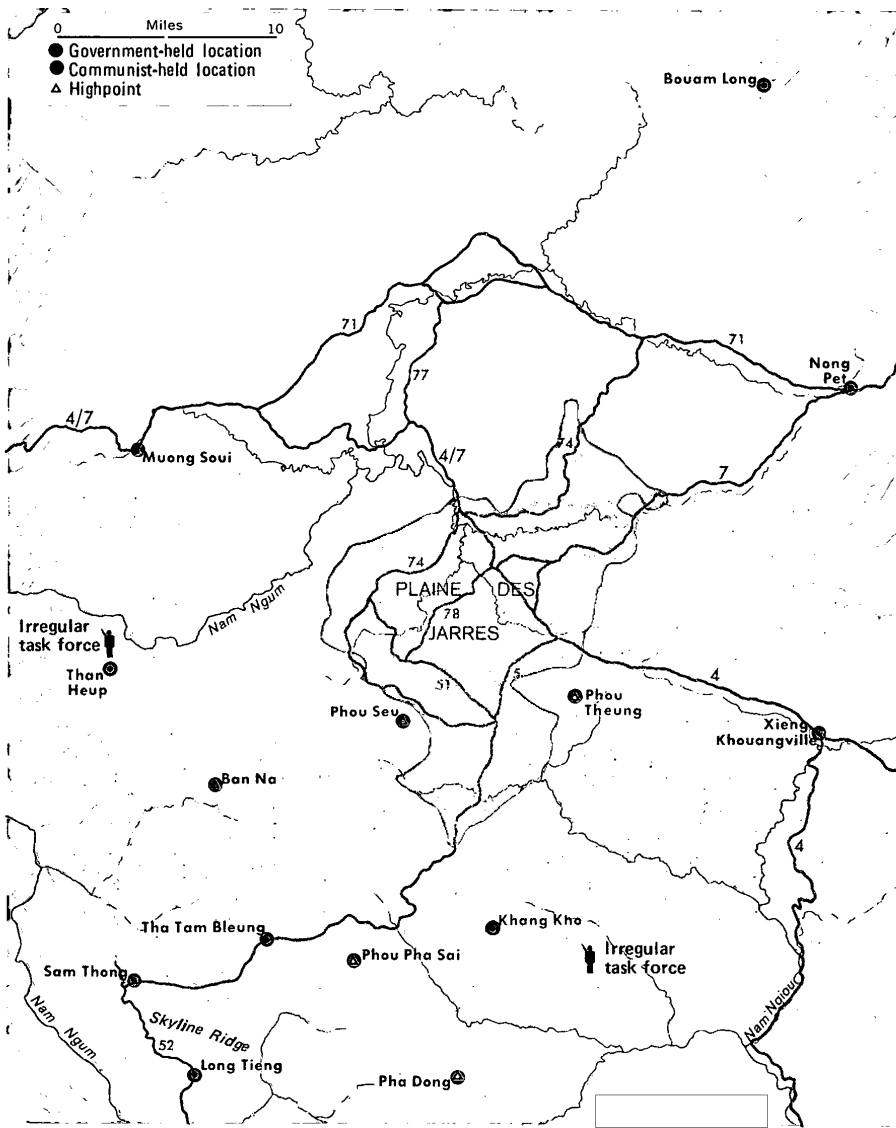 Miles
0 10
Government-held location
Communist-held location
Highpoint
Bouam Long
71
71
77
Nong
Pet
4/7
Muong Soui
4/7
74
7
74
PLAINE DES
78
JARRES
Nam Ngum
Irregular
task force
Than
Heup
51
5
4
Phou Seu
Phou
Theung
Xieng
Khouangville
Ban Na
4
Tha Tam Bleung
Khang Kho
Phou Pha Sai
Irregular
task force
Sam Thong
Nam Ngum
Skyline Ridge
52
Nam Ngiou
Long Tieng
Pha Dong